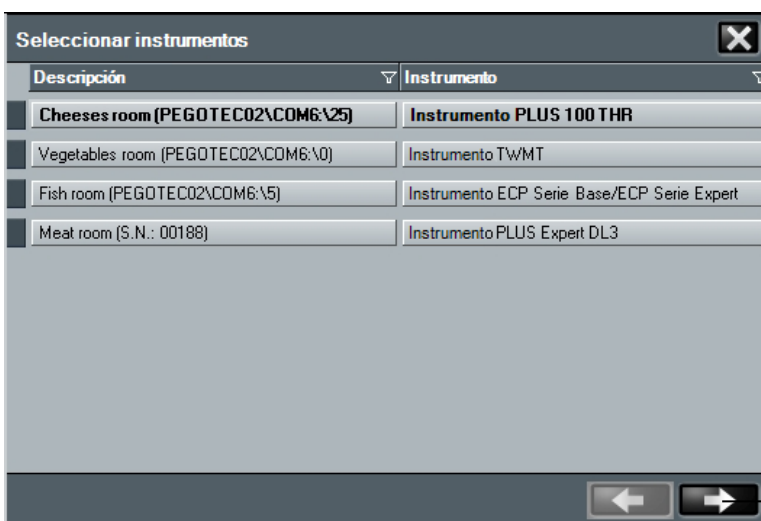 Seleccionar instrumentos
Descripción Instrumento
Cheeses room (PEGOTEC02\COM6:\25) Instrumento PLUS 100 THR
Vegetables room (PEGOTEC02\COM6:\0) Instrumento TWMT
Fish room (PEGOTEC02\COM6:\5) Instrumento ECP Serie Base/ECP Serie Expert
Meat room (S.N.: 00188) Instrumento PLUS Expert DL3